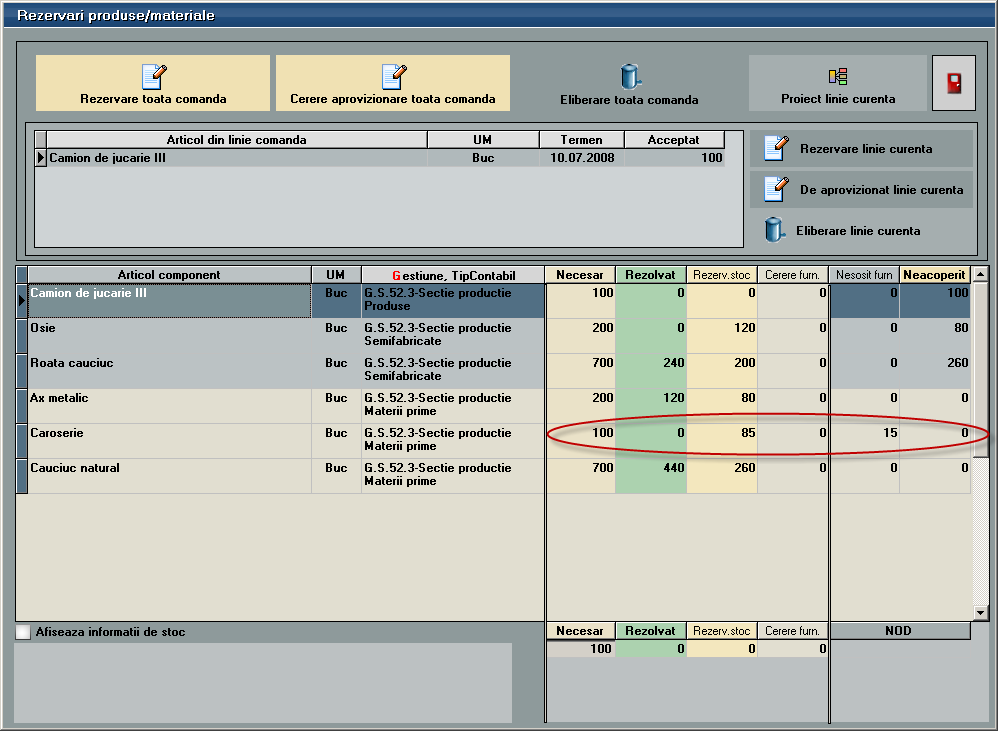 Rezervari produse/materiale
Rezervare toata comanda
Cerere aprovizionare toata comanda
Eliberare toata comanda
Proiect linie curenta
Articol din linie comanda UM Termen Acceptat
Camion de jucarie III Buc 10.07.2008 100
Rezervare linie curenta
De aprovizionat linie curenta
Eliberare linie curenta
Articol component UM Gestiune, TipContabil Necesar Rezolvat Rezerv.stoc Cerere furn. Nesosit furn Neacoperit
Camion de jucarie III Buc G.S.52.3-Sectie productie 100 0 0 0 0 100
Produse
Osie Buc G.S.52.3-Sectie productie 200 0 120 0 0 80
Semifabricate
Roata cauciuc Buc G.S.52.3-Sectie productie 700 240 200 0 0 260
Semifabricate
Ax metalic Buc G.S.52.3-Sectie productie 200 120 80 0 0 0
Materii prime
Caroserie Buc G.S.52.3-Sectie productie 100 0 85 0 15 0
Materii prime
Cauciuc natural Buc G.S.52.3-Sectie productie 700 440 260 0 0 0
Materii prime
Afiseaza informatii de stoc
Necesar Rezolvat Rezerv.stoc Cerere furn. NOD
100 0 0 0